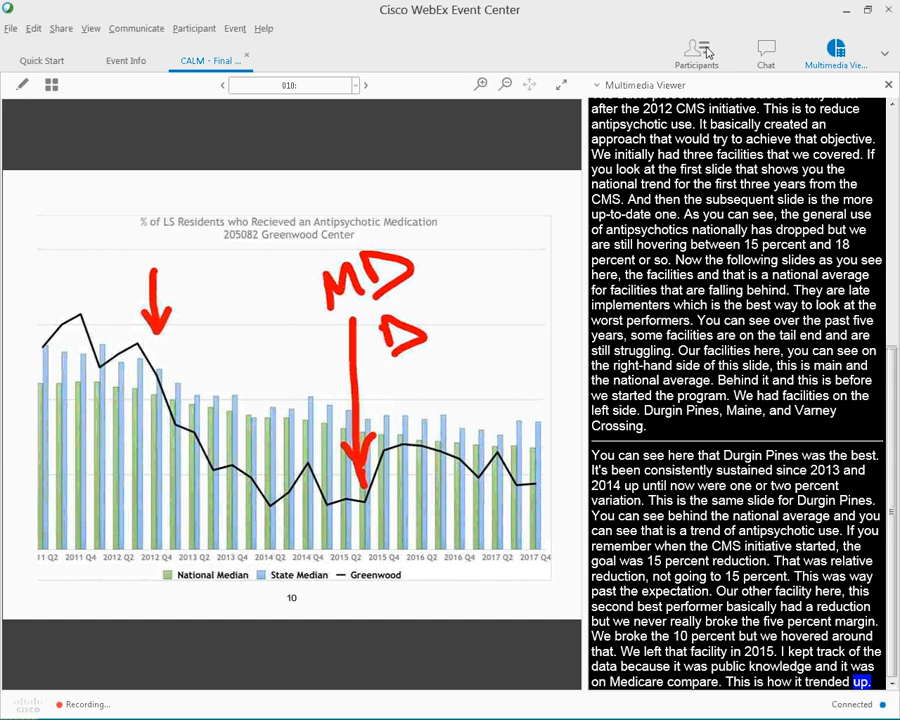 Cisco WebEx Event Center
File Edit Share View Communicate Participant Event Help
Quick Start
Event Info
CALM - Final ...
Participants
Chat
Multimedia Vie...
010:
% of LS Residents who Recieved an Antipsychotic Medication
205082 Greenwood Center
MD
D
11 Q2 2011 Q4 2012 Q2 2012 Q4 2013 Q2 2013 Q4 2014 Q2 2014 Q4 2015 Q2 2015 Q4 2016 Q2 2016 Q4 2017 Q2 2017 Q4
National Median State Median Greenwood
10
Multimedia Viewer
after the 2012 CMS initiative. This is to reduce
antipsychotic use. It basically created an
approach that would try to achieve that objective.
We initially had three facilities that we covered. If
you look at the first slide that shows you the
national trend for the first three years from the
CMS. And then the subsequent slide is the more
up-to-date one. As you can see, the general use
of antipsychotics nationally has dropped but we
are still hovering between 15 percent and 18
percent or so. Now the following slides as you see
here, the facilities and that is a national average
for facilities that are falling behind. They are late
implementers which is the best way to look at the
worst performers. You can see over the past five
years, some facilities are on the tail end and are
still struggling. Our facilities here, you can see on
the right-hand side of this slide, this is main and
the national average. Behind it and this is before
we started the program. We had facilities on the
left side. Durgin Pines, Maine, and Varney
Crossing.
You can see here that Durgin Pines was the best.
It's been consistently sustained since 2013 and
2014 up until now were one or two percent
variation. This is the same slide for Durgin Pines.
You can see behind the national average and you
can see that is a trend of antipsychotic use. If you
remember when the CMS initiative started, the
goal was 15 percent reduction. That was relative
reduction, not going to 15 percent. This was way
past the expectation. Our other facility here, this
second best performer basically had a reduction
but we never really broke the five percent margin.
We broke the 10 percent but we hovered around
that. We left that facility in 2015. I kept track of the
data because it was public knowledge and it was
on Medicare compare. This is how it trended up.
cisco
Recording...
Connected